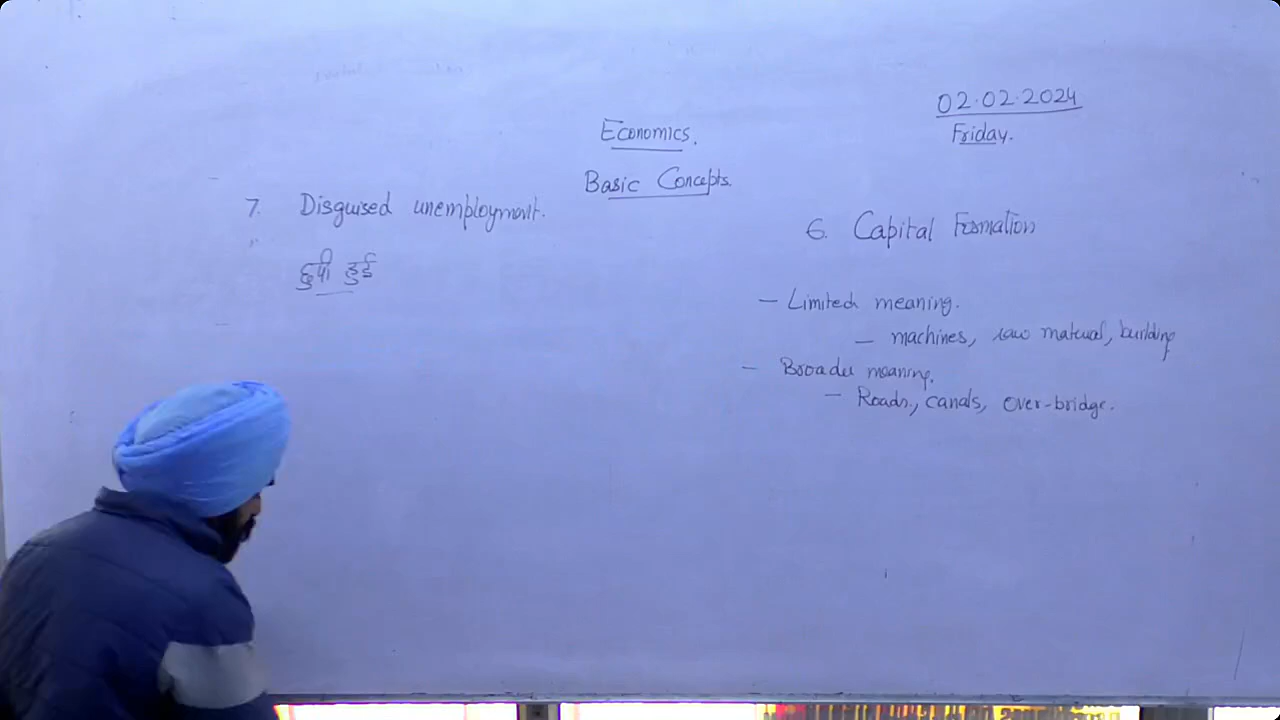 02.02.2024
Friday.
Economics.
Basic Concepts.
7. Disguised unemployment.
छुपी हुई
6. Capital Formation
– Limited meaning.
– machines, raw material, building
– Broader meaning.
– Roads, canals, over-bridge.